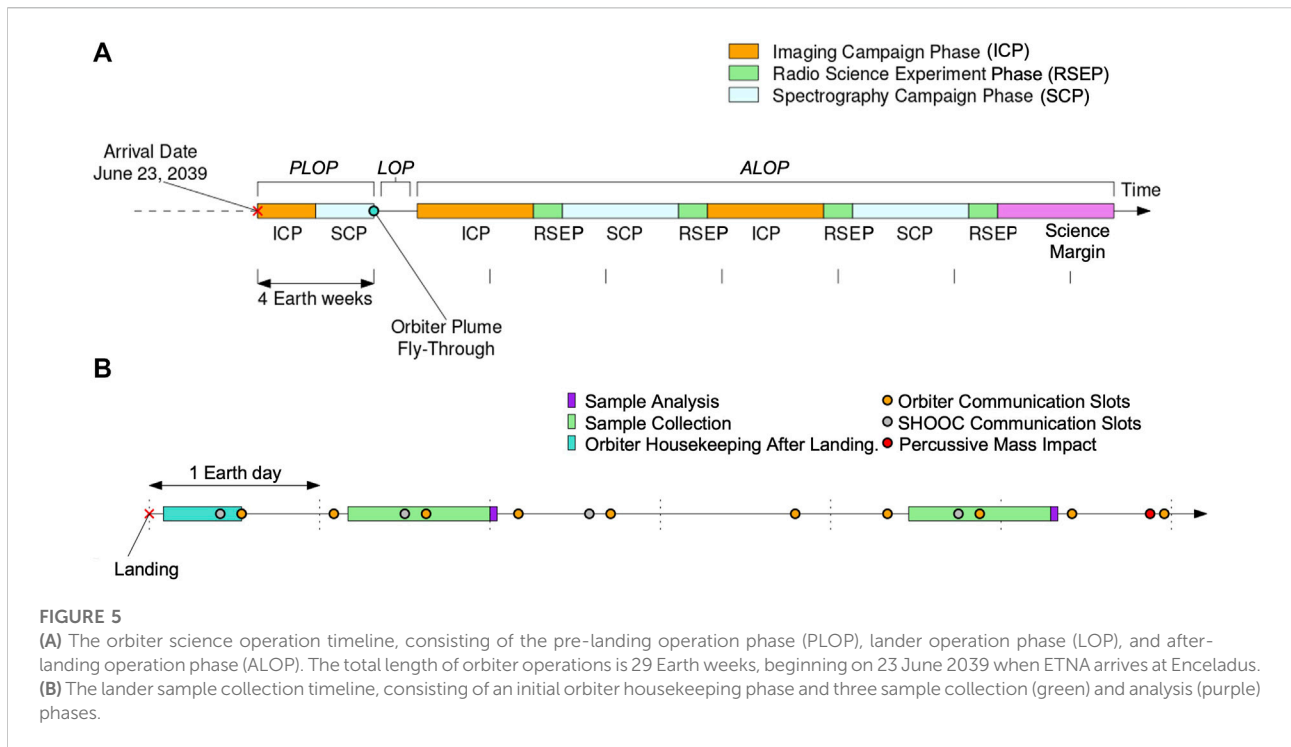 A
Imaging Campaign Phase (ICP)
Radio Science Experiment Phase (RSEP)
Spectrography Campaign Phase (SCP)
Arrival Date
June 23, 2039
PLOP
LOP
ALOP
Time
ICP
SCP
ICP
RSEP
SCP
RSEP
ICP
RSEP
SCP
RSEP
Science
Margin
4 Earth weeks
Orbiter Plume
Fly-Through
B
Sample Analysis
Sample Collection
Orbiter Housekeeping After Landing.
Orbiter Communication Slots
SHOOC Communication Slots
Percussive Mass Impact
1 Earth day
Landing
FIGURE 5
(A) The orbiter science operation timeline, consisting of the pre-landing operation phase (PLOP), lander operation phase (LOP), and after-
landing operation phase (ALOP). The total length of orbiter operations is 29 Earth weeks, beginning on 23 June 2039 when ETNA arrives at Enceladus.
(B) The lander sample collection timeline, consisting of an initial orbiter housekeeping phase and three sample collection (green) and analysis (purple)
phases.